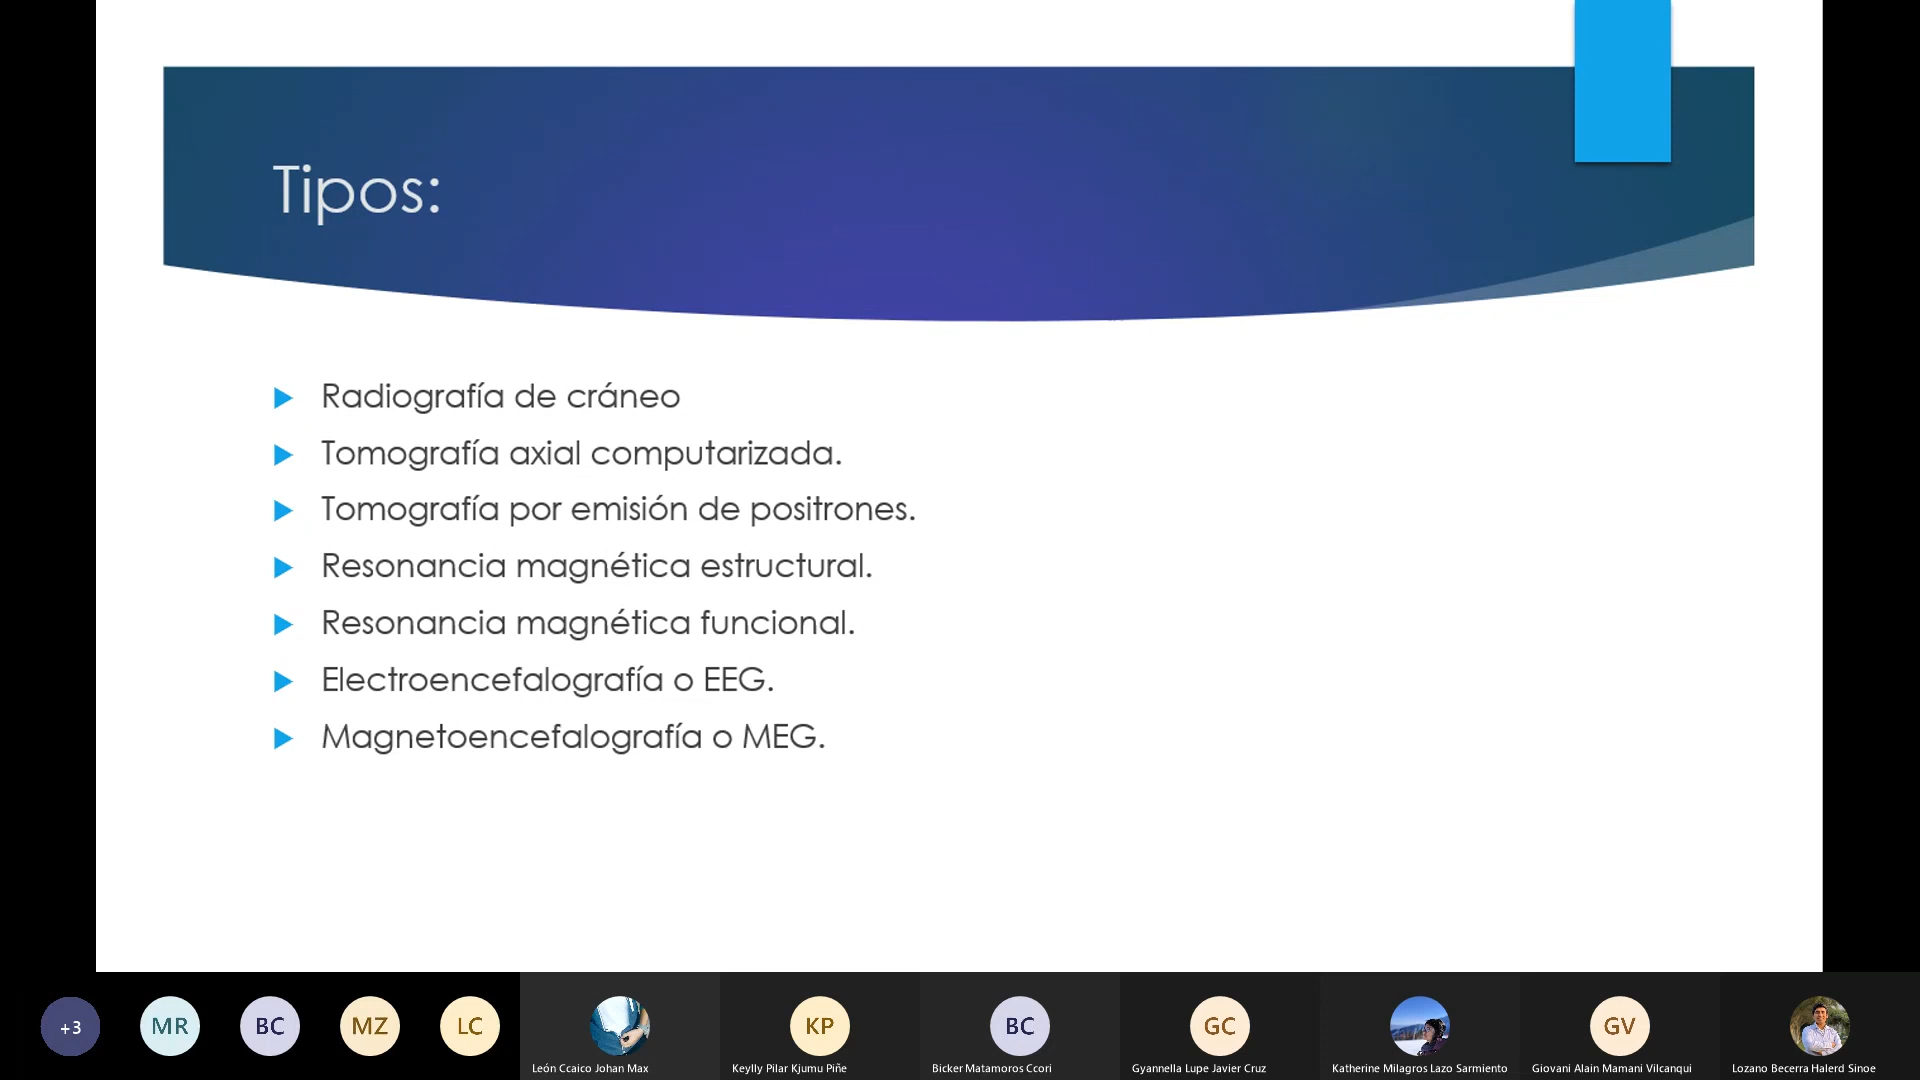 Tipos:
Radiografía de cráneo
Tomografía axial computarizada.
Tomografía por emisión de positrones.
Resonancia magnética estructural.
Resonancia magnética funcional.
Electroencefalografía o EEG.
Magnetoencefalografía o MEG.
+3 MR BC MZ LC KP BC GC GV
León Ccaico Johan Max Keylly Pilar Kjumu Piñe Bicker Matamoros Ccori Gyannella Lupe Javier Cruz Katherine Milagros Lazo Sarmiento Giovani Alain Mamani Vilcanqui Lozano Becerra Halerd Sinoe